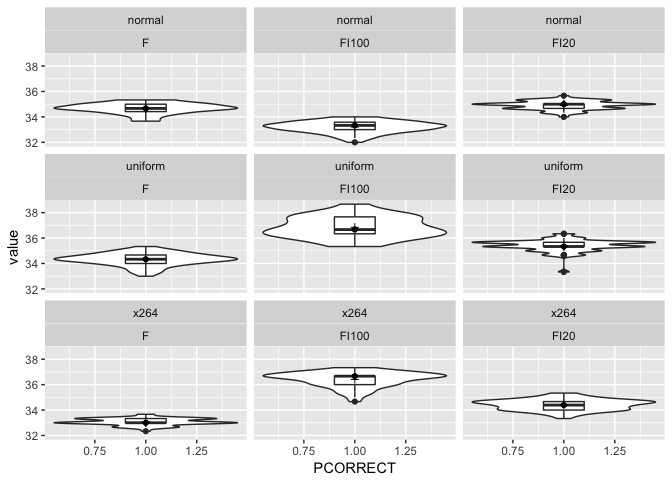 normal normal normal
F FI100 FI20
38
36
34
32
uniform uniform uniform
F FI100 FI20
38
36
34
32
x264 x264 x264
F FI100 FI20
38
36
34
32
0.75 1.00 1.25 0.75 1.00 1.25 0.75 1.00 1.25
PCORRECT
value